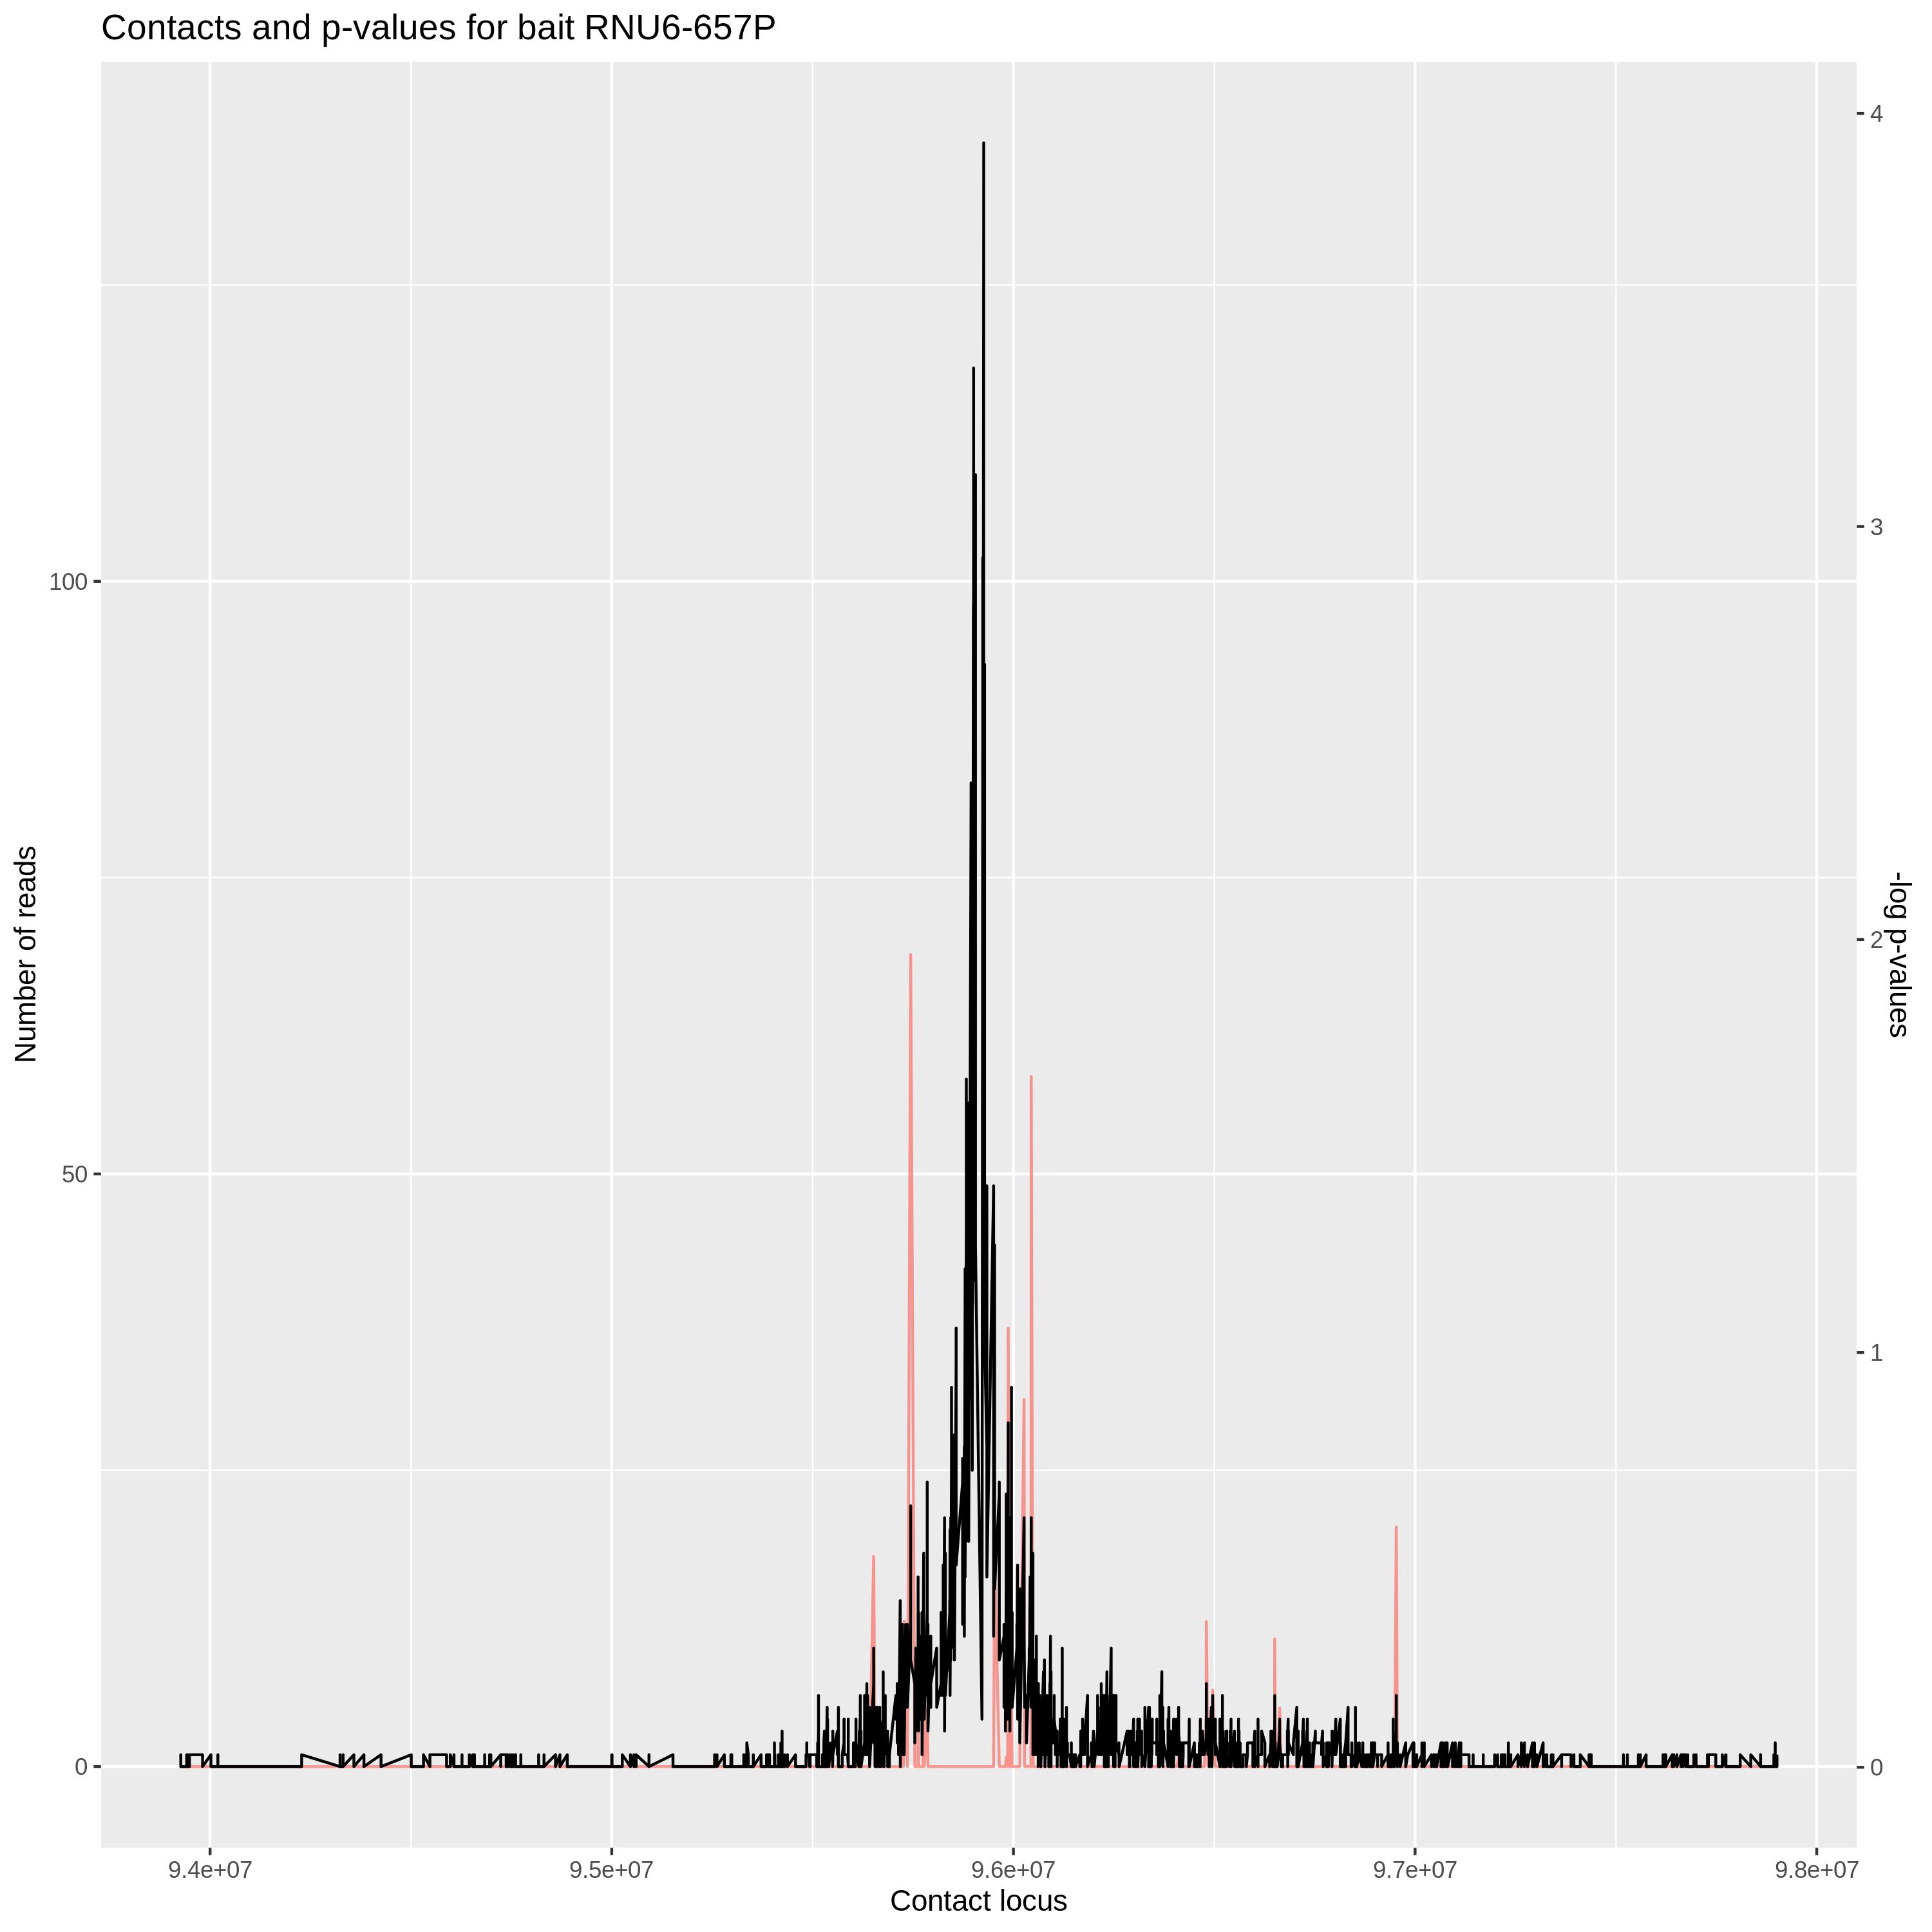 Contacts and p-values for bait RNU6-657P
Number of reads
100
50
0
4
3
2
1
0
-log p-values
9.4e+07
9.5e+07
9.6e+07
9.7e+07
9.8e+07
Contact locus